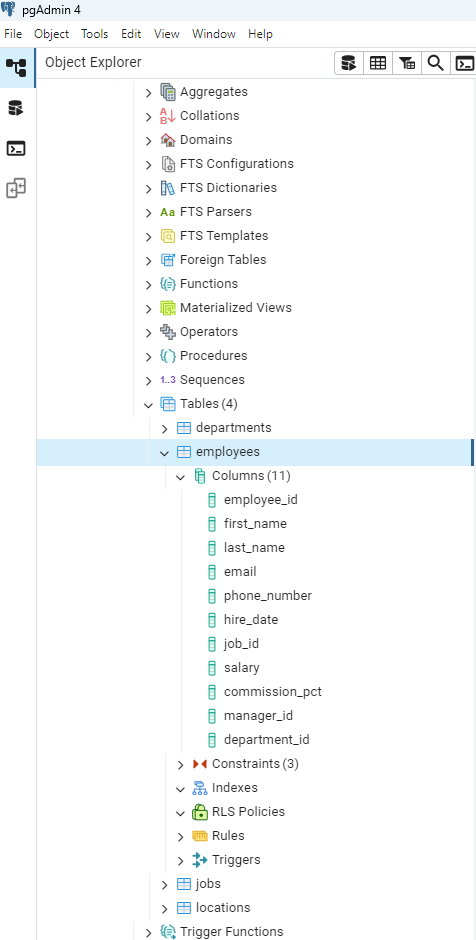 pgAdmin 4
File Object Tools Edit View Window Help
Object Explorer
Aggregates
Collations
Domains
FTS Configurations
FTS Dictionaries
Aa FTS Parsers
FTS Templates
Foreign Tables
Functions
Materialized Views
Operators
Procedures
1..3 Sequences
Tables (4)
departments
employees
Columns (11)
employee_id
first_name
last_name
email
phone_number
hire_date
job_id
salary
commission_pct
manager_id
department_id
Constraints (3)
Indexes
RLS Policies
Rules
Triggers
jobs
locations
Trigger Functions